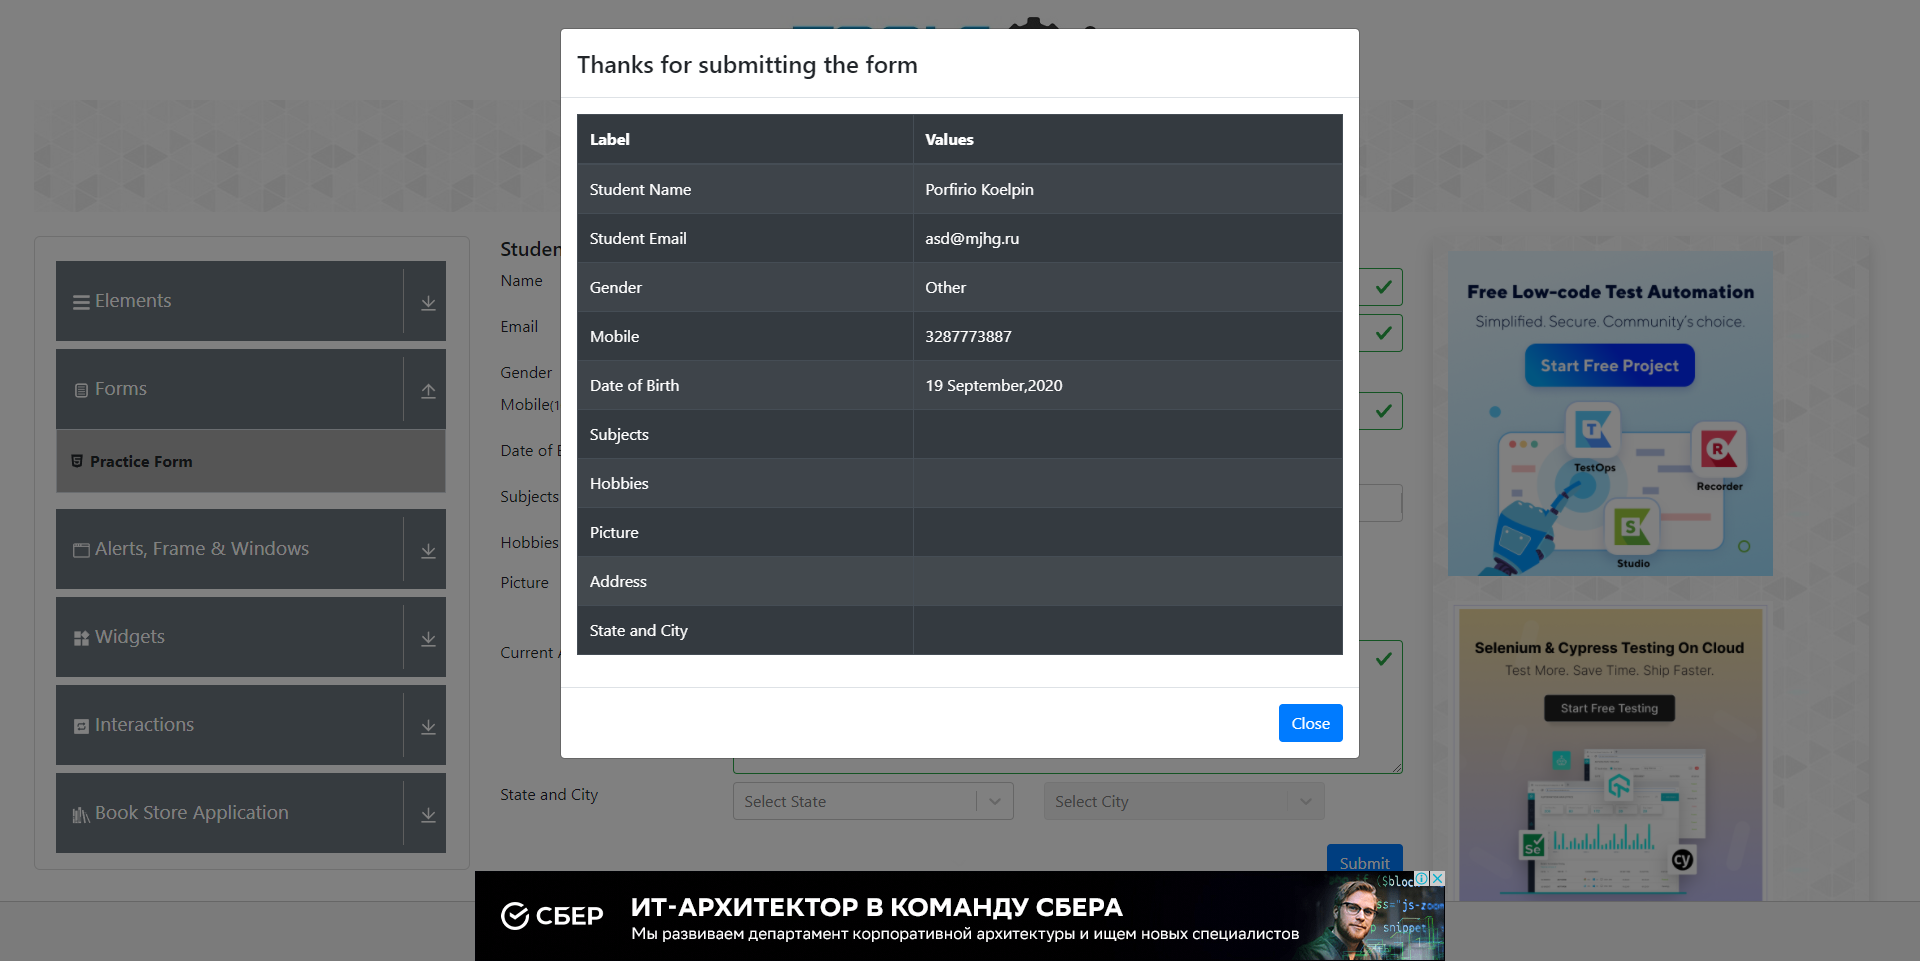 Thanks for submitting the form
Label Values
Student Name Porfirio Koelpin
Student Email asd@mjhg.ru
Gender Other
Mobile 3287773887
Date of Birth 19 September,2020
Subjects
Hobbies
Picture
Address
State and City
Close
Elements
Forms
Practice Form
Alerts, Frame & Windows
Widgets
Interactions
Book Store Application
Name
Email
Gender
Date of
Subjects
Hobbies
Picture
Current
State and City
Select State
Select City
Submit
Free Low-code Test Automation
Simplified. Secure. Community's choice.
Start Free Project
TestOps
Recorder
Studio
Selenium & Cypress Testing On Cloud
Test More. Save Time. Ship Faster.
Start Free Testing
Se
cy
СБЕР
ИТ-АРХИТЕКТОР В КОМАНДУ СБЕРА
Мы развиваем департамент корпоративной архитектуры и ищем новых специалистов